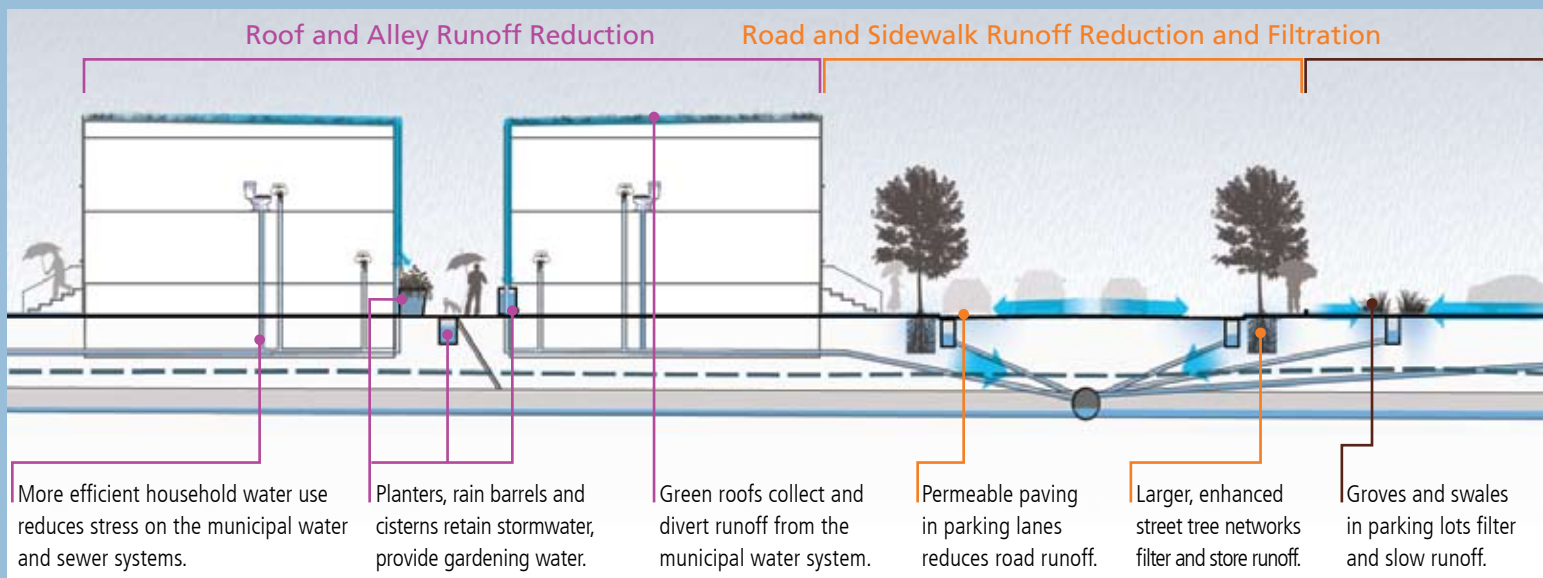 Roof and Alley Runoff Reduction
Road and Sidewalk Runoff Reduction and Filtration
More efficient household water use
reduces stress on the municipal water
and sewer systems.
Planters, rain barrels and
cisterns retain stormwater,
provide gardening water.
Green roofs collect and
divert runoff from the
municipal water system.
Permeable paving
in parking lanes
reduces road runoff.
Larger, enhanced
street tree networks
filter and store runoff.
Groves and swales
in parking lots filter
and slow runoff.